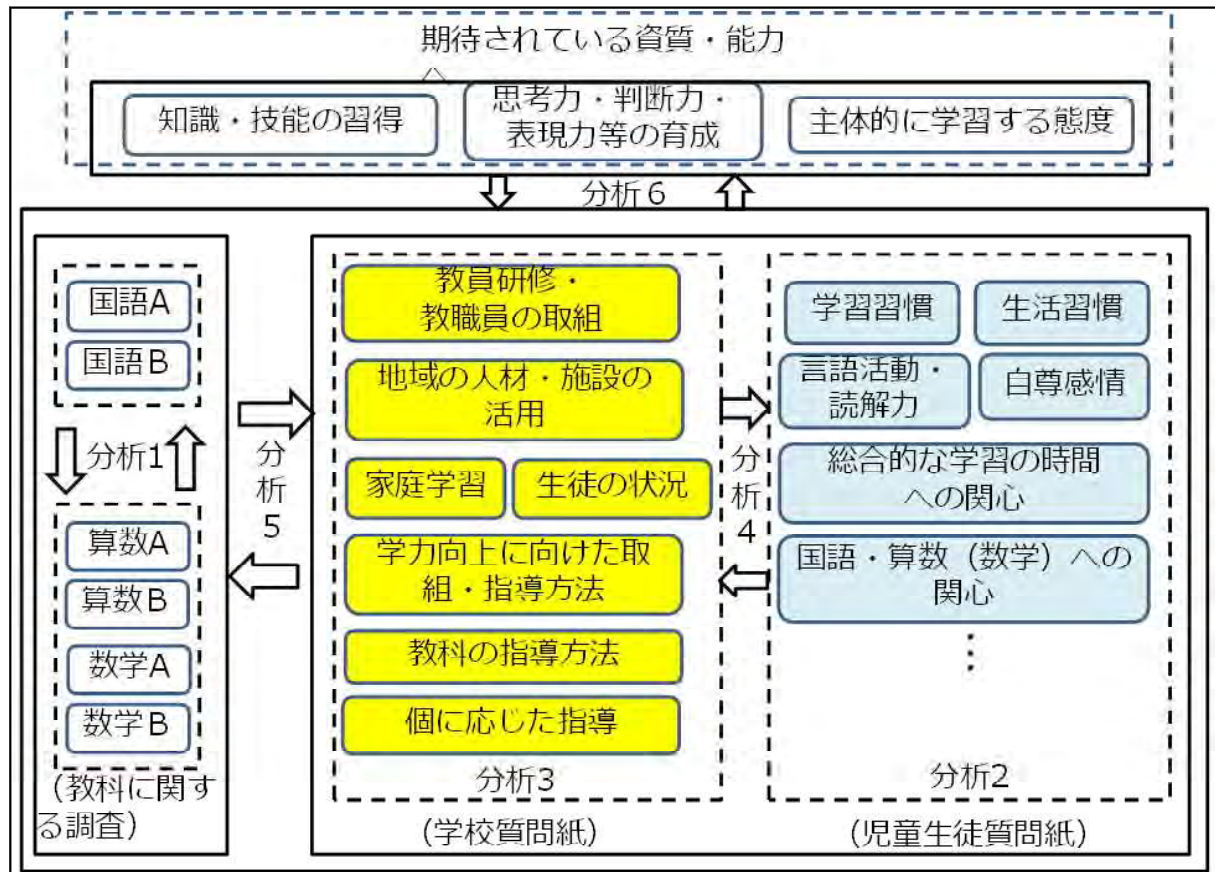 期待されている資質・能力
へ
知識・技能の習得
思考力・判断力・
表現力等の育成
主体的に学習する態度
分析６
国語A
国語Ｂ
分析1
算数A
算数Ｂ
数学A
数学Ｂ
（教科に関す
る調査）
分
析
５
教員研修・
教職員の取組
地域の人材・施設の
活用
家庭学習
生徒の状況
学力向上に向けた取
組・指導方法
教科の指導方法
個に応じた指導
分析3
（学校質問紙）
分
析
4
学習習慣
生活習慣
言語活動・
読解力
自尊感情
総合的な学習の時間
への関心
国語・算数（数学）への
関心
⋮
分析2
（児童生徒質問紙）